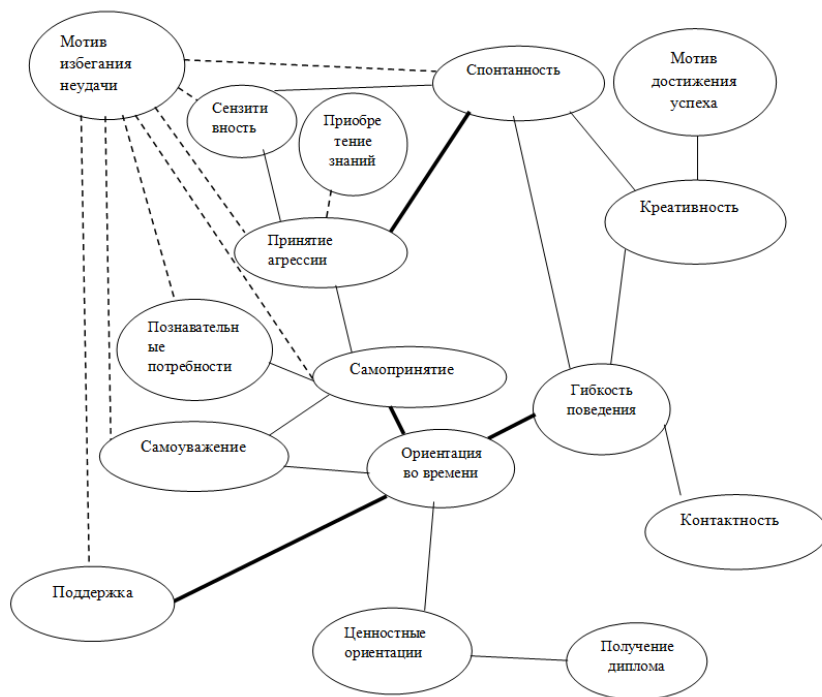 Мотив
избегания
неудачи
Спонтанность
Мотив
достижения
успеха
Сензити
вность
Приобре
тение
знаний
Креативность
Принятие
агрессии
Познавательн
ые
потребности
Самопринятие
Гибкость
поведения
Самоуважение
Ориентация
во времени
Контактность
Поддержка
Ценностные
ориентации
Получение
диплома